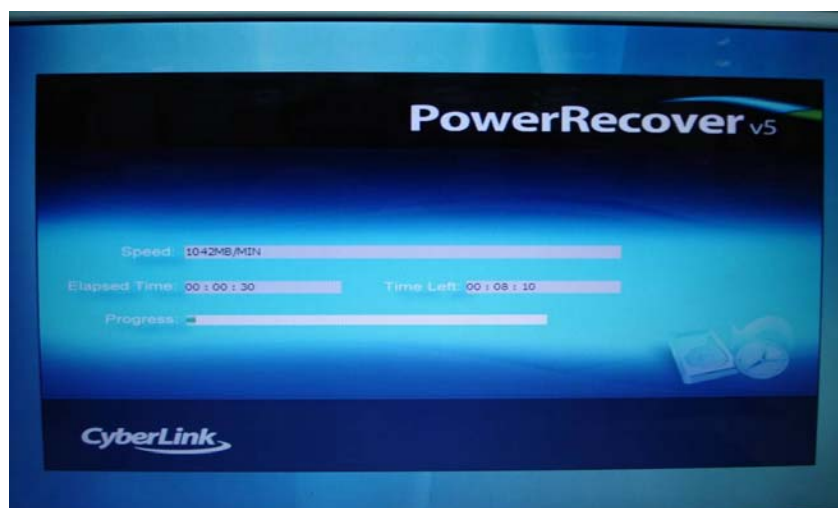 PowerRecover v5
Speed: 1042MB/MIN
Elapsed Time: 00 : 00 : 30 Time Left: 00 : 08 : 10
Progress:
CyberLink